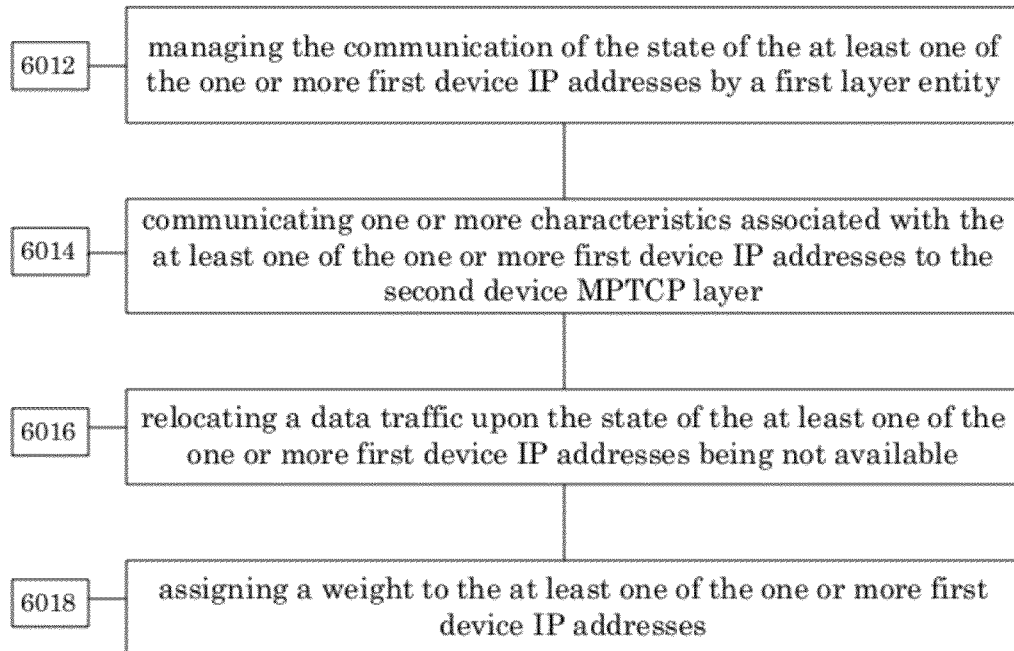 6012
managing the communication of the state of the at least one of
the one or more first device IP addresses by a first layer entity
6014
communicating one or more characteristics associated with the
at least one of the one or more first device IP addresses to the
second device MPTCP layer
6016
relocating a data traffic upon the state of the at least one of the
one or more first device IP addresses being not available
6018
assigning a weight to the at least one of the one or more first
device IP addresses